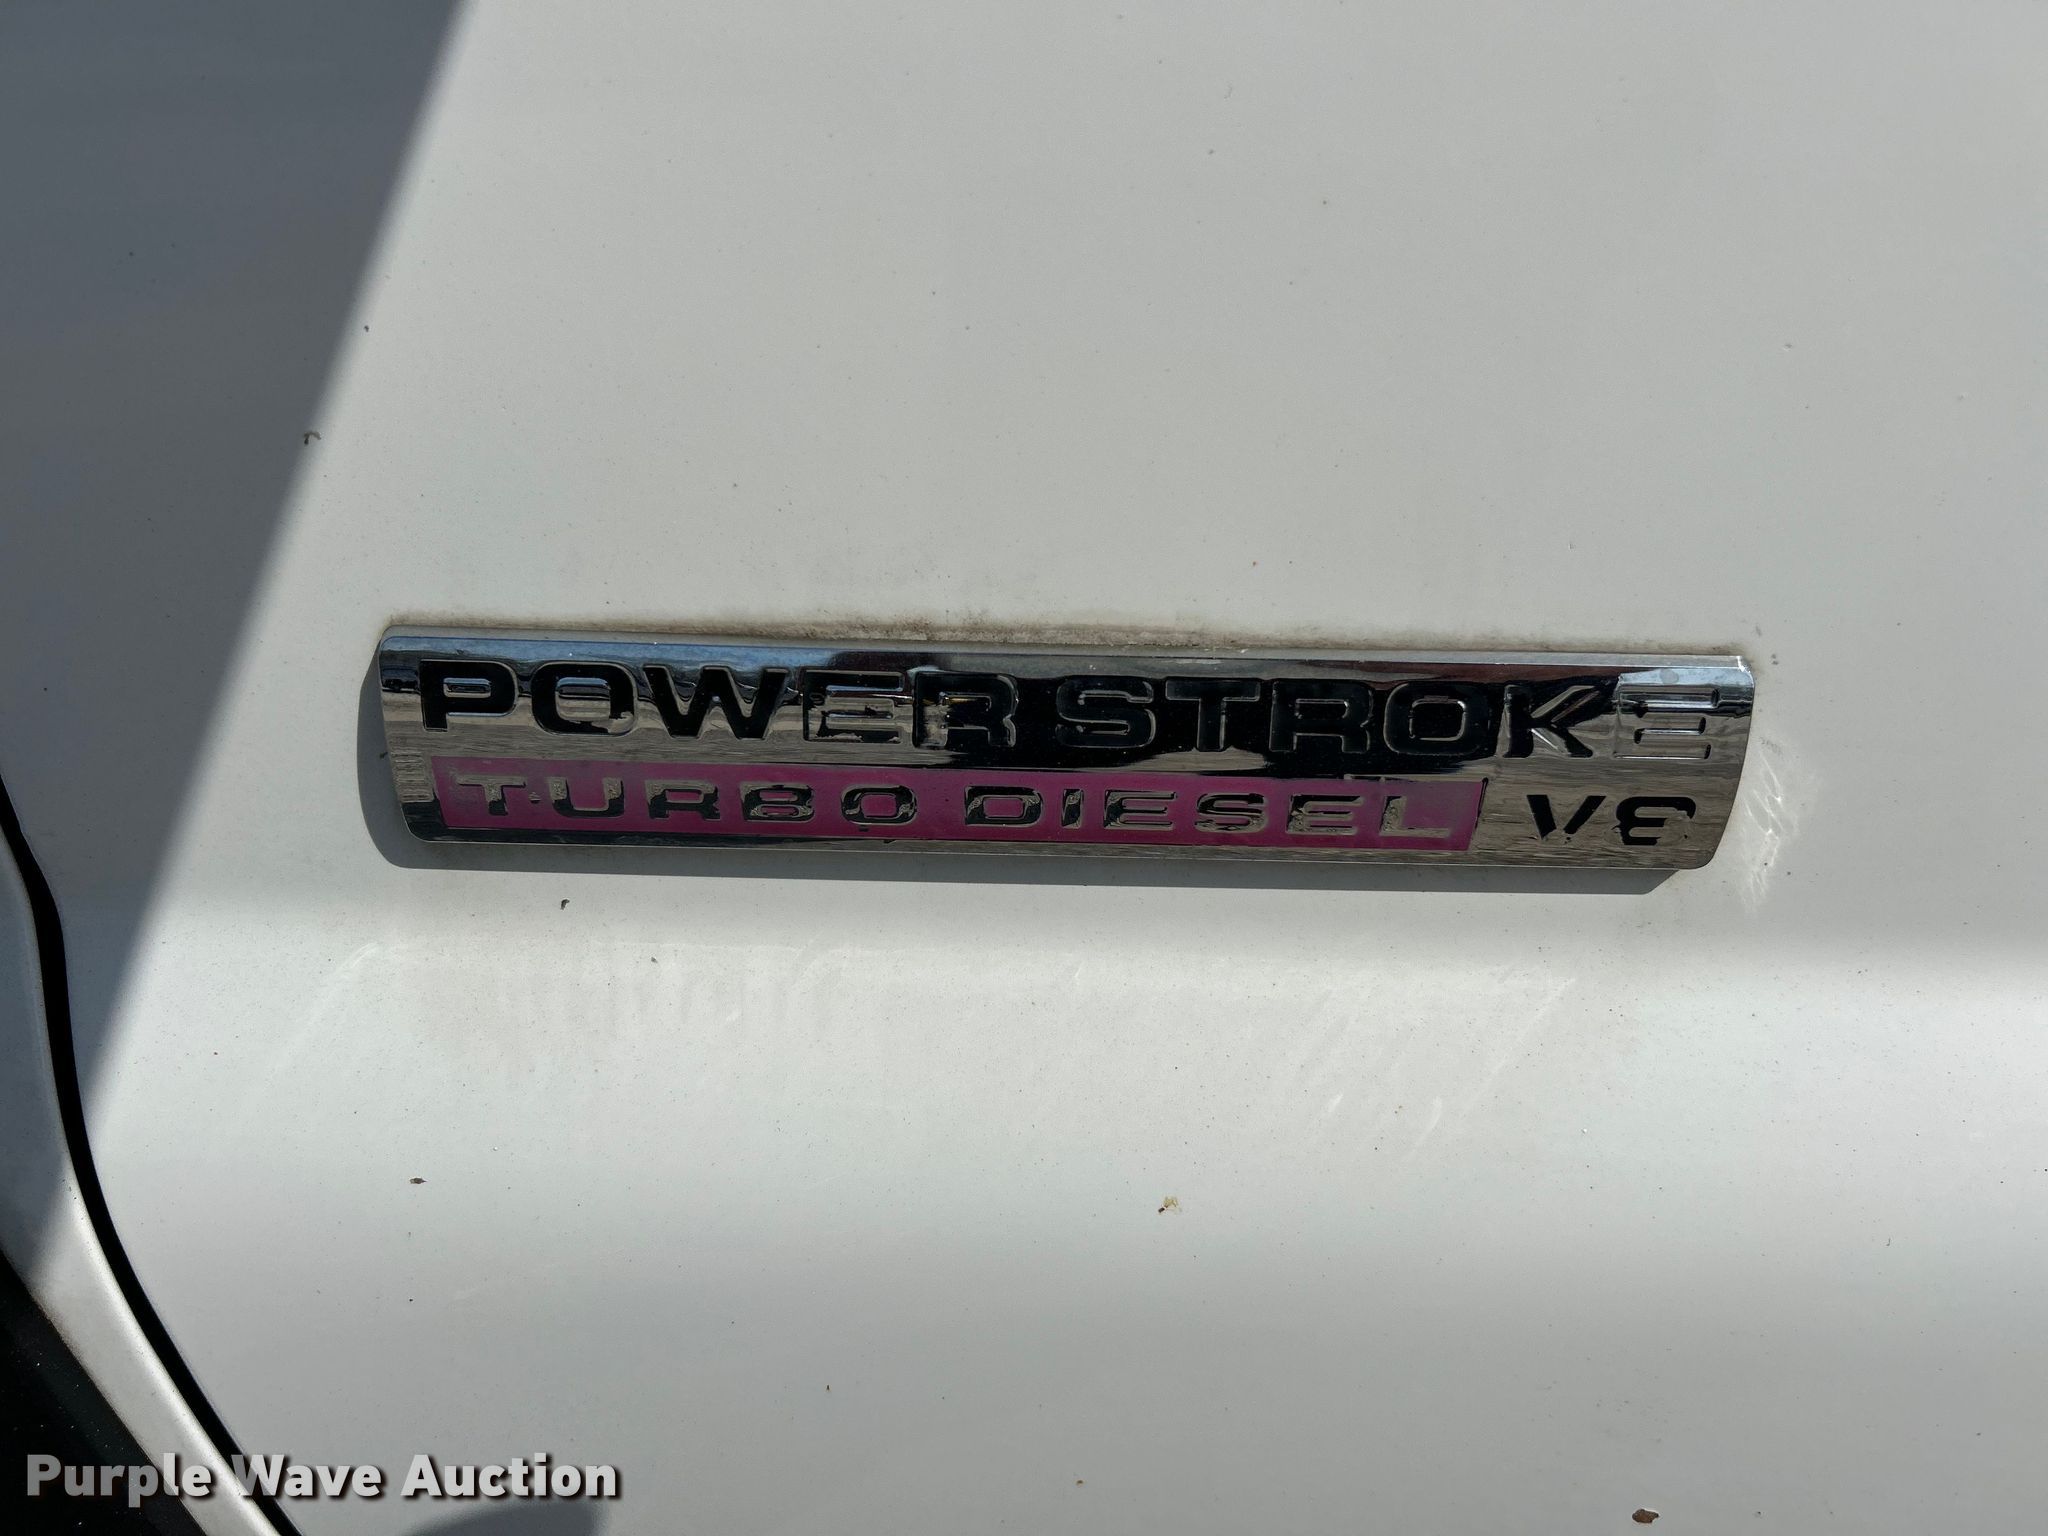 POWER STROKE
TURBO DIESEL V8
Purple Wave Auction